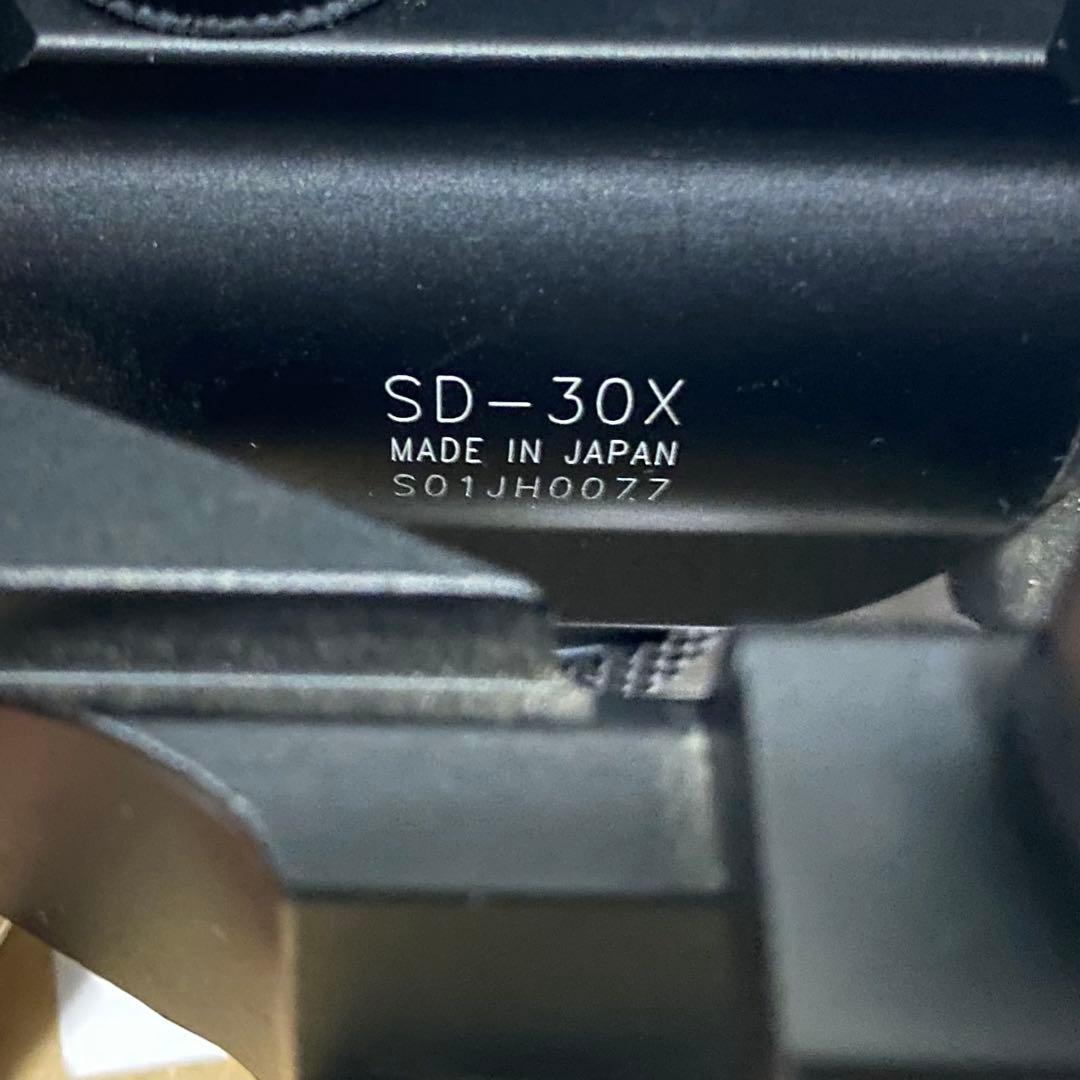 SD-30X
MADE IN JAPAN
S01JH0077